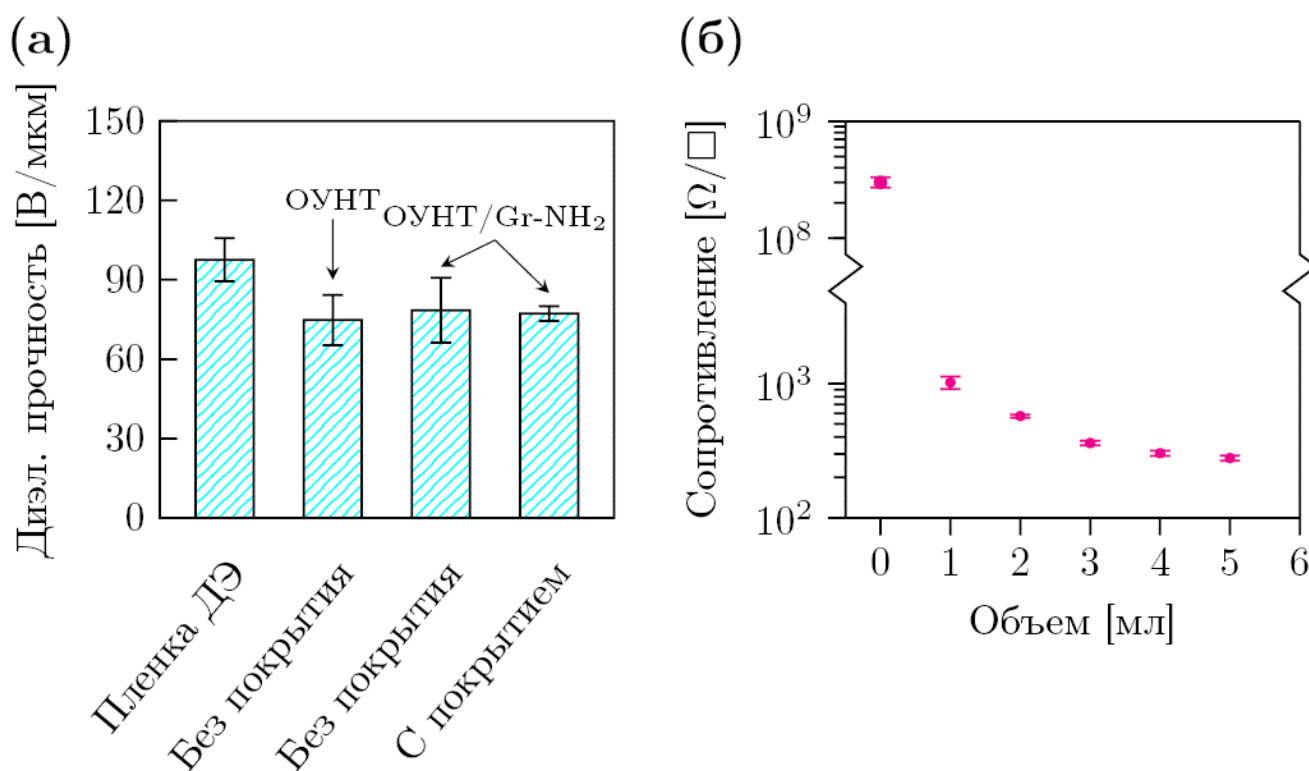 (а)
Диэл. прочность [В/мкм]
150
120
90
60
30
0
ОУНТ
ОУНТ/Gr-NH₂
Пленка ДЭ
Без покрытия
Без покрытия
С покрытием
(б)
Сопротивление [Ω/□]
10⁹
10⁸
10³
10²
0 1 2 3 4 5 6
Объем [мл]